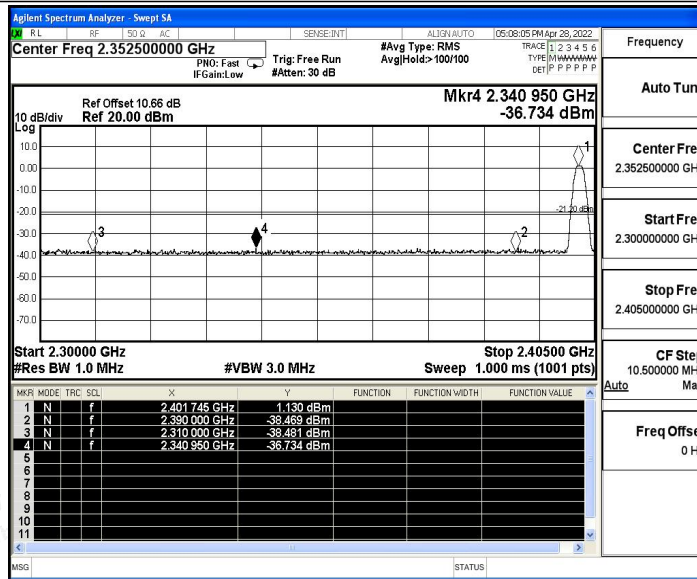 Agilent Spectrum Analyzer - Swept SA
RL RF 50 Ω AC SENSE:INT ALIGN AUTO 05:08:05 PM Apr 28, 2022
Center Freq 2.352500000 GHz
PNO: Fast
IFGain:Low
Trig: Free Run
#Atten: 30 dB
#Avg Type: RMS
Avg|Hold:>100/100
TRACE 1 2 3 4 5 6
TYPE M
DET P P P P P P
Mkr4 2.340 950 GHz
-36.734 dBm
Ref Offset 10.66 dB
10 dB/div Ref 20.00 dBm
Log
10.0
0.00
-10.0
-20.0
-30.0
-40.0
-50.0
-60.0
-70.0
1
-21.20 dBm
3
4
2
Start 2.30000 GHz Stop 2.40500 GHz
#Res BW 1.0 MHz #VBW 3.0 MHz Sweep 1.000 ms (1001 pts)
MKR MODE TRC SCL X Y FUNCTION FUNCTION WIDTH FUNCTION VALUE
1 N f 2.401 745 GHz 1.130 dBm
2 N f 2.390 000 GHz -38.469 dBm
3 N f 2.310 000 GHz -38.481 dBm
4 N f 2.340 950 GHz -36.734 dBm
5
6
7
8
9
10
11
MSG STATUS
Frequency
Auto Tun
Center Fre
2.352500000 GH
Start Fre
2.300000000 GH
Stop Fre
2.405000000 GH
CF Ste
10.500000 MH
Auto Ma
Freq Offse
0 H